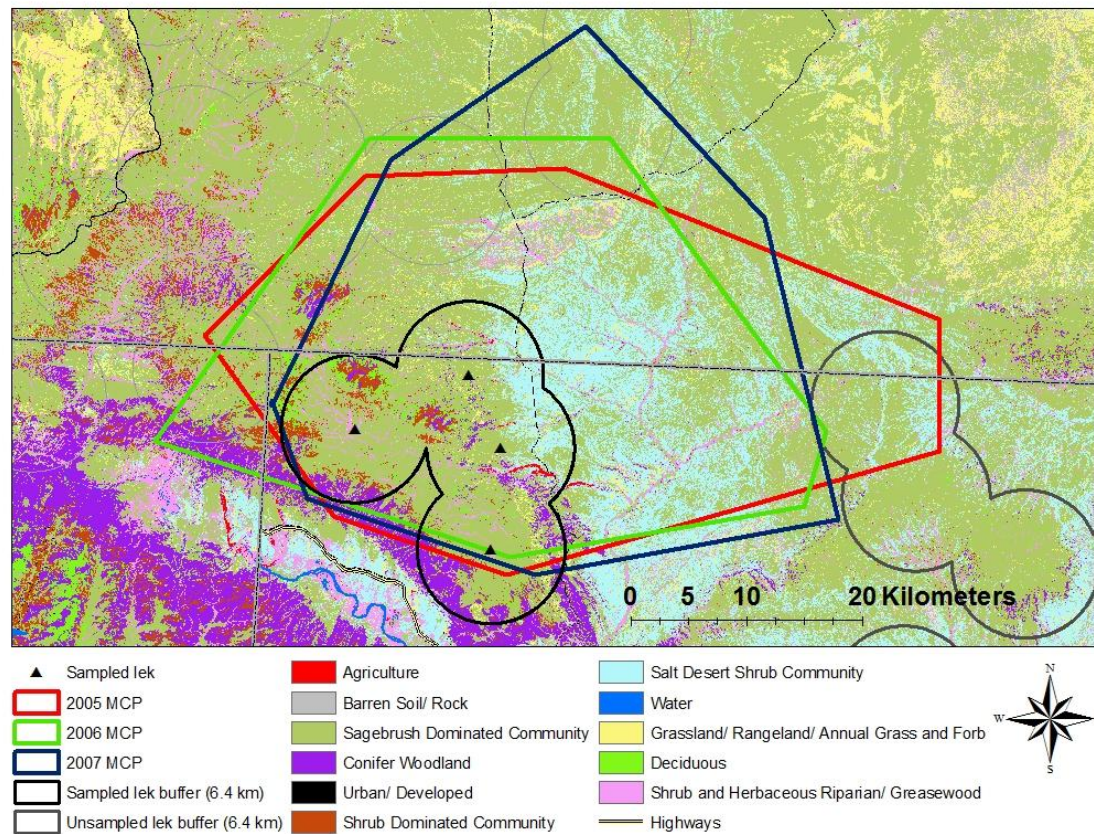 0 5 10 20 Kilometers
Sampled lek
2005 MCP
2006 MCP
2007 MCP
Sampled lek buffer (6.4 km)
Unsampled lek buffer (6.4 km)
Agriculture
Barren Soil/ Rock
Sagebrush Dominated Community
Conifer Woodland
Urban/ Developed
Shrub Dominated Community
Salt Desert Shrub Community
Water
Grassland/ Rangeland/ Annual Grass and Forb
Deciduous
Shrub and Herbaceous Riparian/ Greasewood
Highways
N
W
E
S